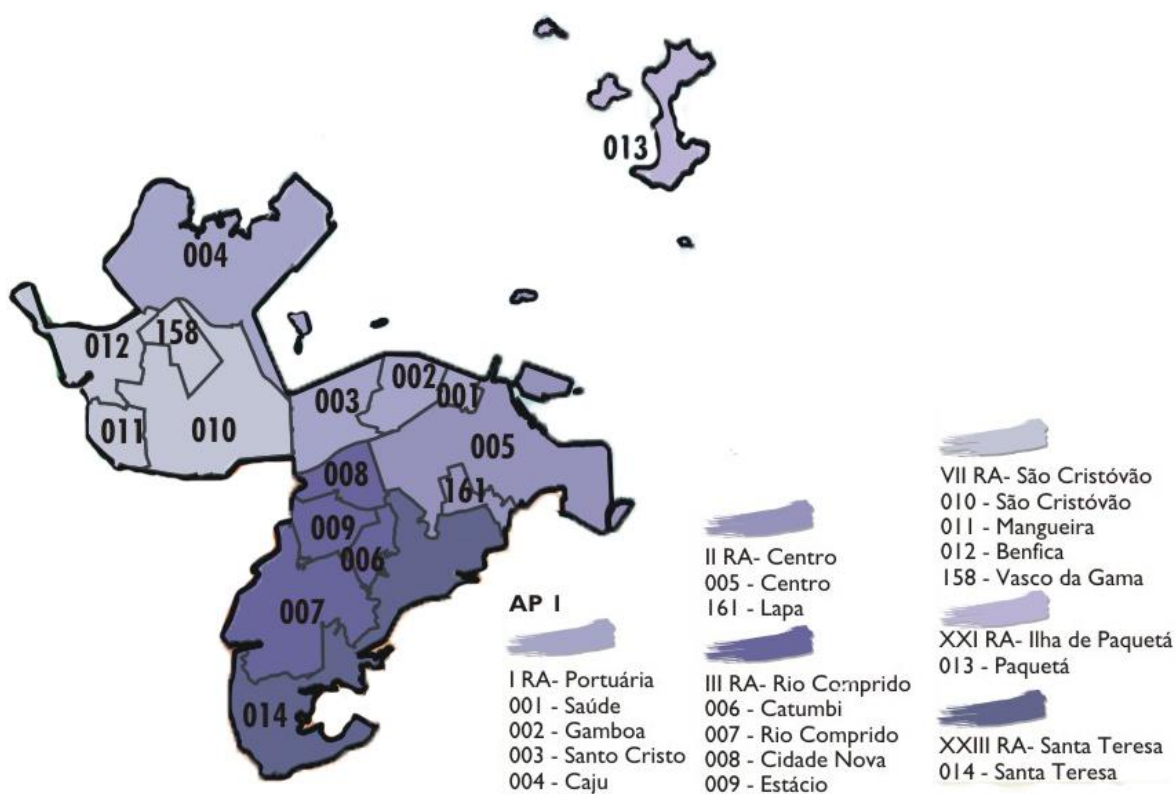 013
004
158
012
002
001
003
011
010
005
008
161
009
006
007
014
AP 1
I RA- Portuária
001 - Saúde
002 - Gamboa
003 - Santo Cristo
004 - Caju
II RA- Centro
005 - Centro
161 - Lapa
III RA- Rio Comprido
006 - Catumbi
007 - Rio Comprido
008 - Cidade Nova
009 - Estácio
VII RA- São Cristóvão
010 - São Cristóvão
011 - Mangueira
012 - Benfica
158 - Vasco da Gama
XXI RA- Ilha de Paquetá
013 - Paquetá
XXIII RA- Santa Teresa
014 - Santa Teresa